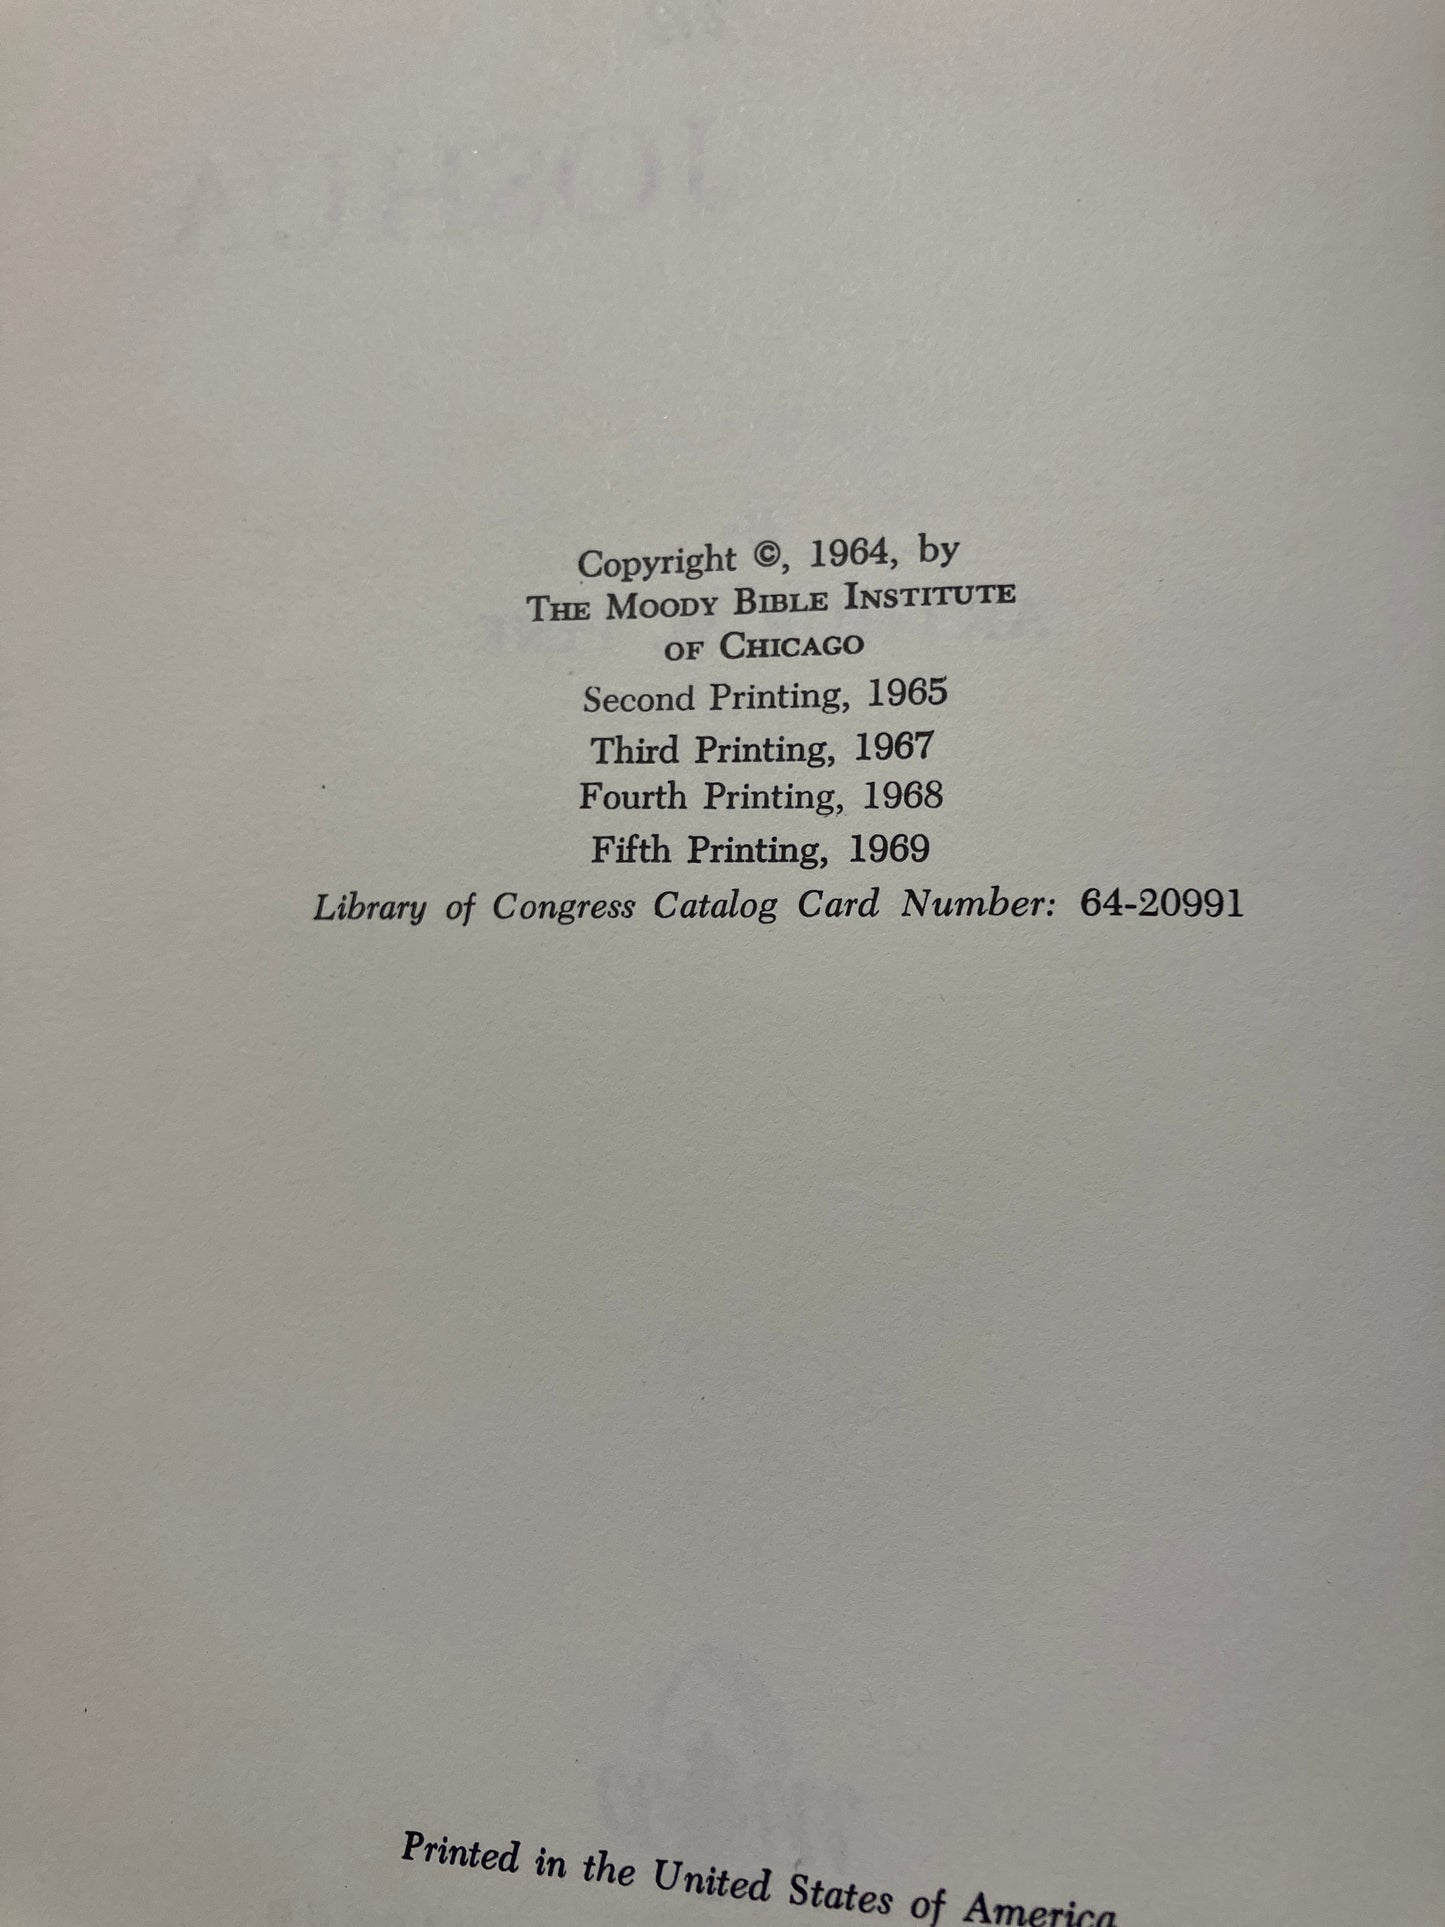 JOSHUA
Copyright ©, 1964, by
THE MOODY BIBLE INSTITUTE
OF CHICAGO
Second Printing, 1965
Third Printing, 1967
Fourth Printing, 1968
Fifth Printing, 1969
Library of Congress Catalog Card Number: 64-20991
Printed in the United States of America